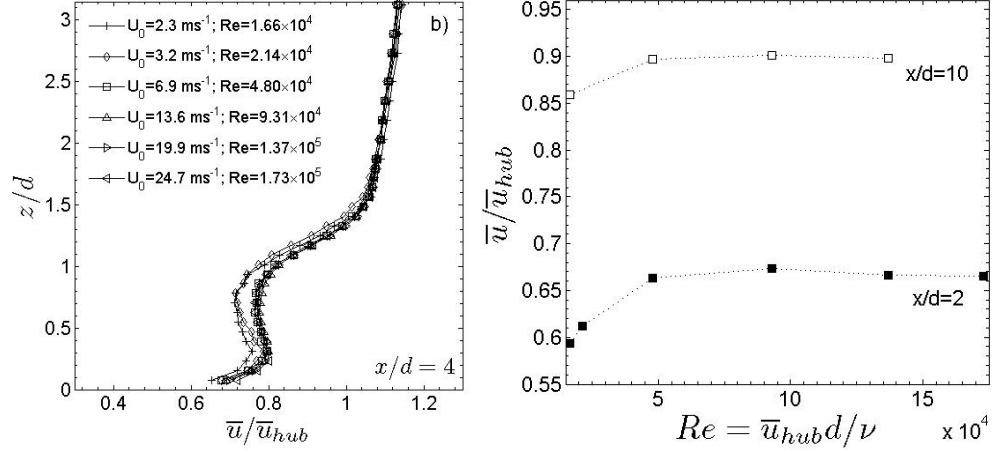 b)
U₀=2.3 ms⁻¹; Re=1.66×10⁴
U₀=3.2 ms⁻¹; Re=2.14×10⁴
U₀=6.9 ms⁻¹; Re=4.80×10⁴
U₀=13.6 ms⁻¹; Re=9.31×10⁴
U₀=19.9 ms⁻¹; Re=1.37×10⁵
U₀=24.7 ms⁻¹; Re=1.73×10⁵
3
2.5
2
1.5
1
0.5
0
z/d
x/d = 4
0.4 0.6 0.8 1 1.2
u̅/u̅hub
0.95
0.9
0.85
0.8
0.75
0.7
0.65
0.6
0.55
u̅/u̅hub
x/d=10
x/d=2
5 10 15
Re = u̅hubd/ν x 10⁴